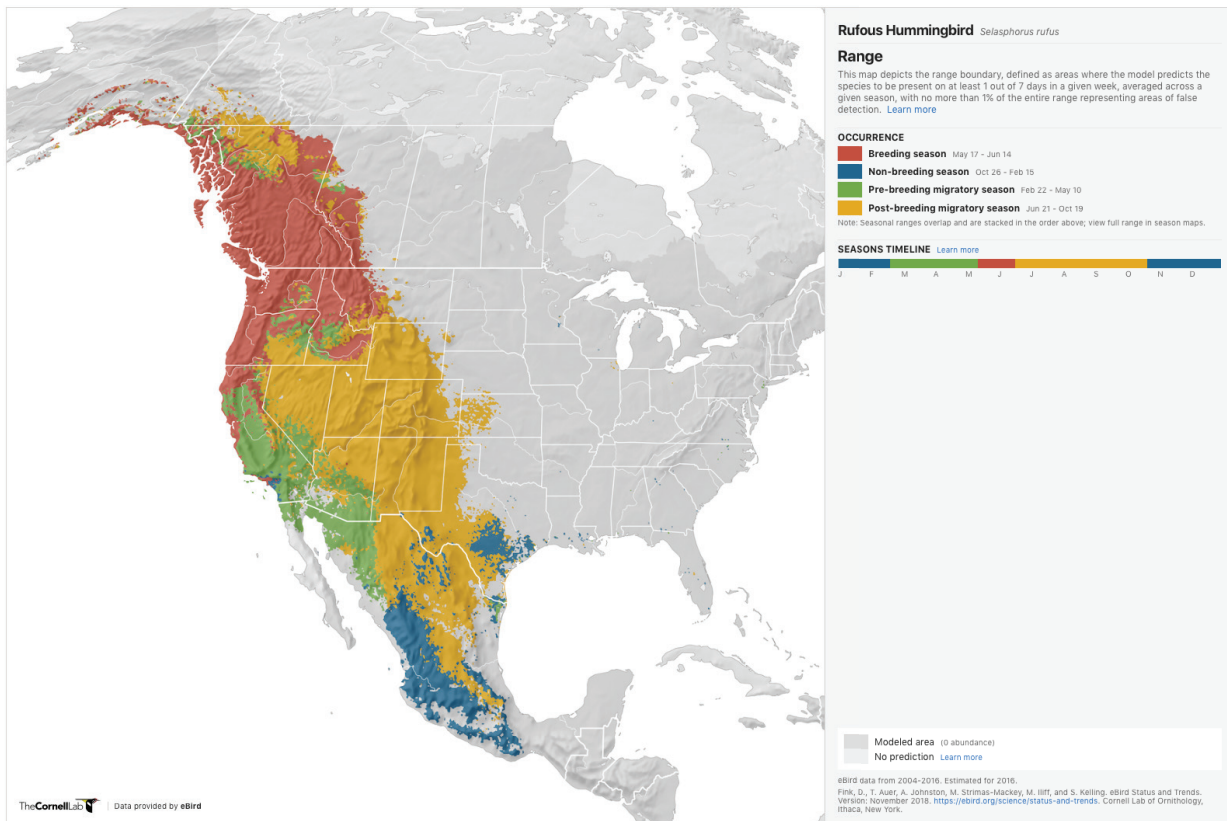 Rufous Hummingbird Selasphorus rufus
Range
This map depicts the range boundary, defined as areas where the model predicts the
species to be present on at least 1 out of 7 days in a given week, averaged across a
given season, with no more than 1% of the entire range representing areas of false
detection. Learn more
OCCURRENCE
Breeding season May 17 - Jun 14
Non-breeding season Oct 26 - Feb 15
Pre-breeding migratory season Feb 22 - May 10
Post-breeding migratory season Jun 21 - Oct 19
Note: Seasonal ranges overlap and are stacked in the order above; view full range in season maps.
SEASONS TIMELINE Learn more
J F M A M J J A S O N D
Modeled area (0 abundance)
No prediction Learn more
eBird data from 2004-2016. Estimated for 2016.
Fink, D., T. Auer, A. Johnston, M. Strimas-Mackey, M. Iliff, and S. Kelling. eBird Status and Trends.
Version: November 2018. https://ebird.org/science/status-and-trends. Cornell Lab of Ornithology,
Ithaca, New York.
TheCornellLab Data provided by eBird